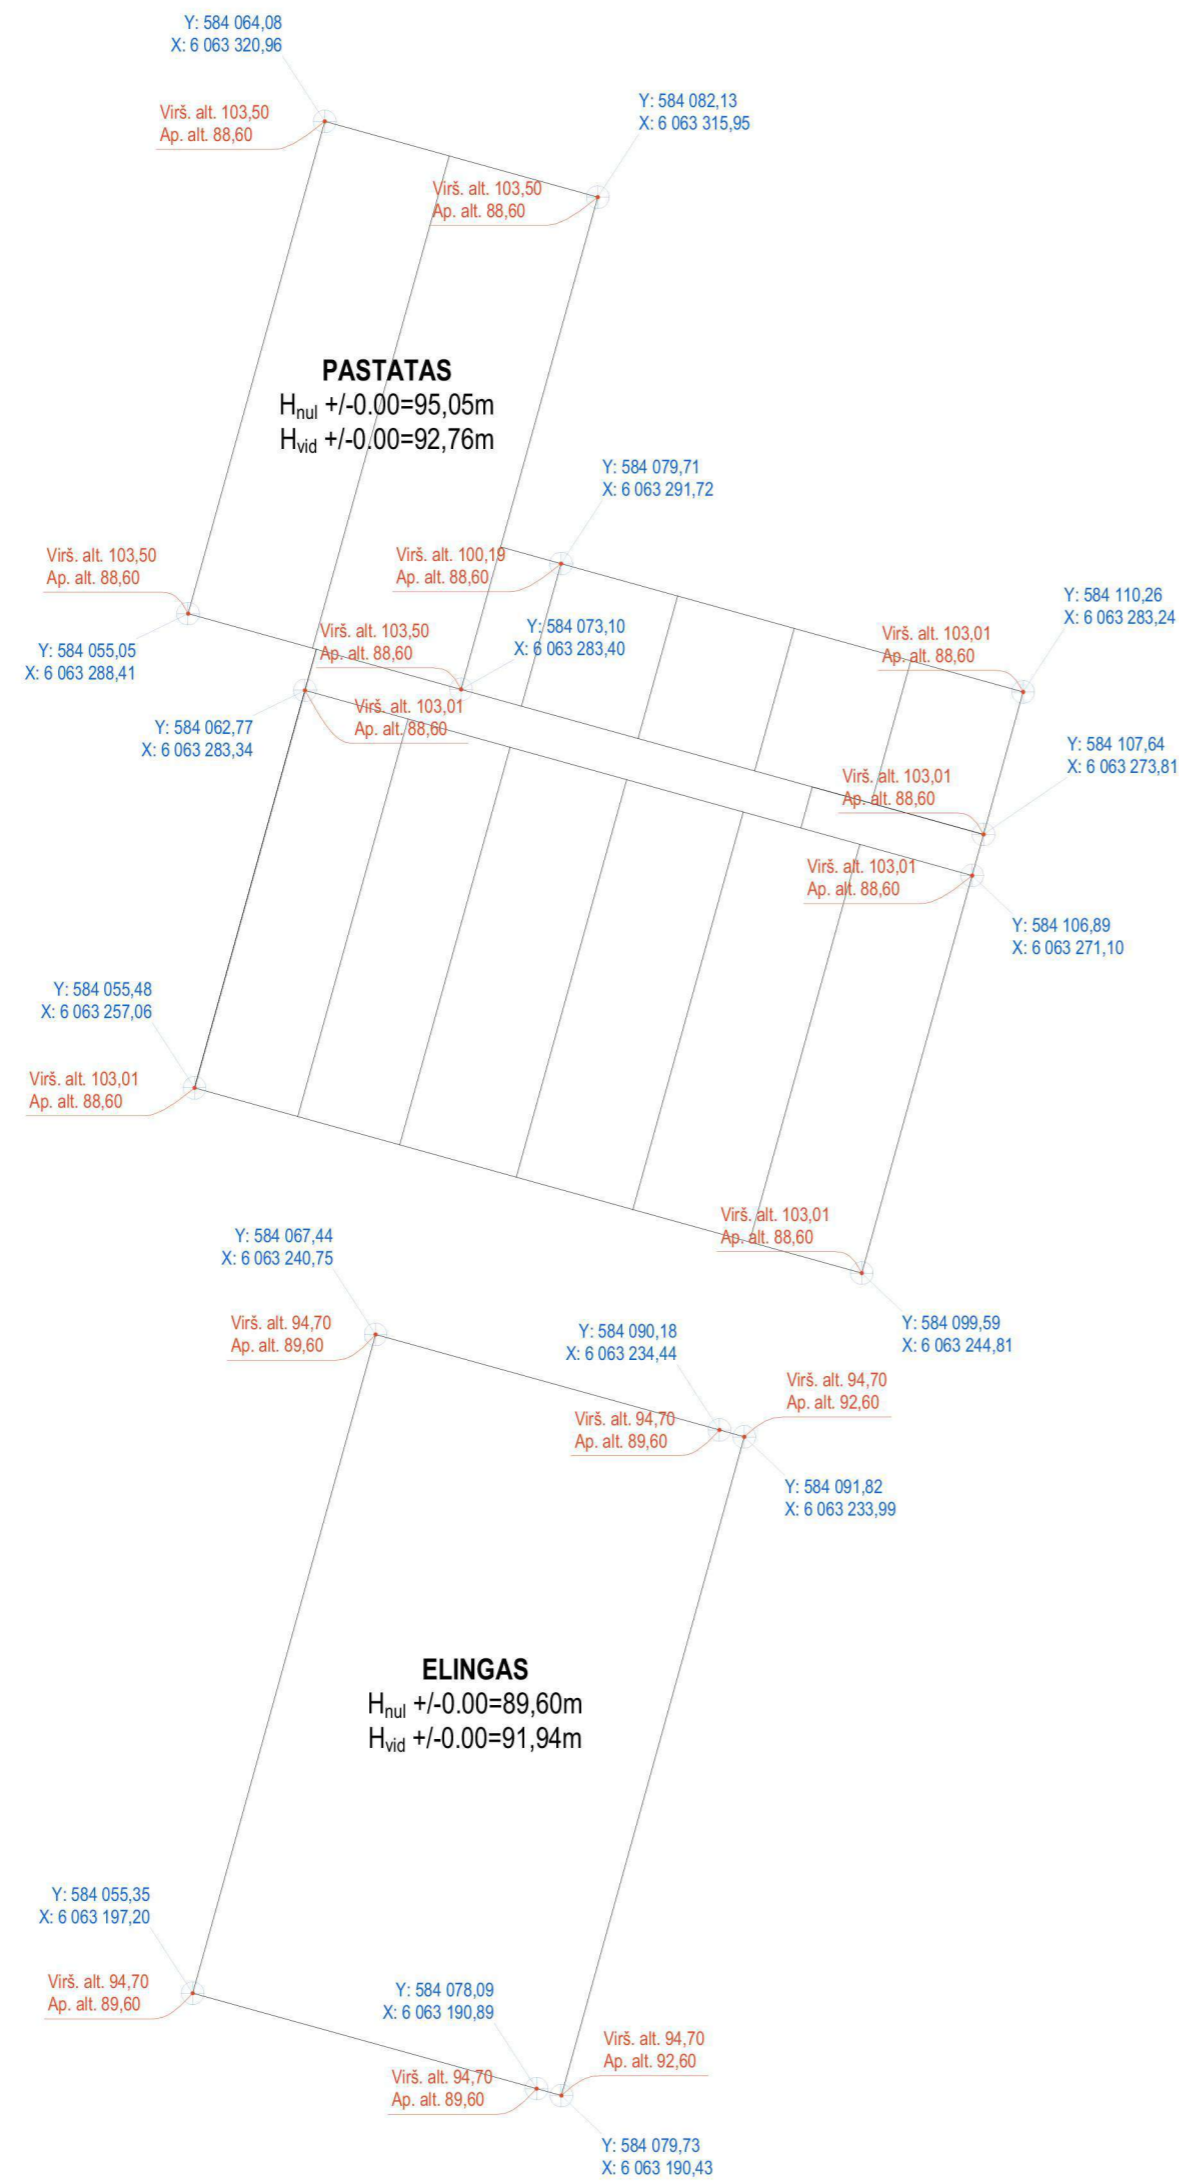 Y: 584 064,08
X: 6 063 320,96
Virš. alt. 103,50
Ap. alt. 88,60
Y: 584 082,13
X: 6 063 315,95
Virš. alt. 103,50
Ap. alt. 88,60
PASTATAS
Hnul +/-0.00=95,05m
Hvid +/-0.00=92,76m
Y: 584 079,71
X: 6 063 291,72
Virš. alt. 103,50
Ap. alt. 88,60
Virš. alt. 100,19
Ap. alt. 88,60
Y: 584 110,26
X: 6 063 283,24
Y: 584 055,05
X: 6 063 288,41
Virš. alt. 103,50
Ap. alt. 88,60
Y: 584 073,10
X: 6 063 283,40
Virš. alt. 103,01
Ap. alt. 88,60
Y: 584 062,77
X: 6 063 283,34
Virš. alt. 103,01
Ap. alt. 88,60
Y: 584 107,64
X: 6 063 273,81
Virš. alt. 103,01
Ap. alt. 88,60
Virš. alt. 103,01
Ap. alt. 88,60
Y: 584 106,89
X: 6 063 271,10
Y: 584 055,48
X: 6 063 257,06
Virš. alt. 103,01
Ap. alt. 88,60
Virš. alt. 103,01
Ap. alt. 88,60
Y: 584 067,44
X: 6 063 240,75
Virš. alt. 94,70
Ap. alt. 89,60
Y: 584 090,18
X: 6 063 234,44
Y: 584 099,59
X: 6 063 244,81
Virš. alt. 94,70
Ap. alt. 92,60
Virš. alt. 94,70
Ap. alt. 89,60
Y: 584 091,82
X: 6 063 233,99
ELINGAS
Hnul +/-0.00=89,60m
Hvid +/-0.00=91,94m
Y: 584 055,35
X: 6 063 197,20
Virš. alt. 94,70
Ap. alt. 89,60
Y: 584 078,09
X: 6 063 190,89
Virš. alt. 94,70
Ap. alt. 92,60
Virš. alt. 94,70
Ap. alt. 89,60
Y: 584 079,73
X: 6 063 190,43